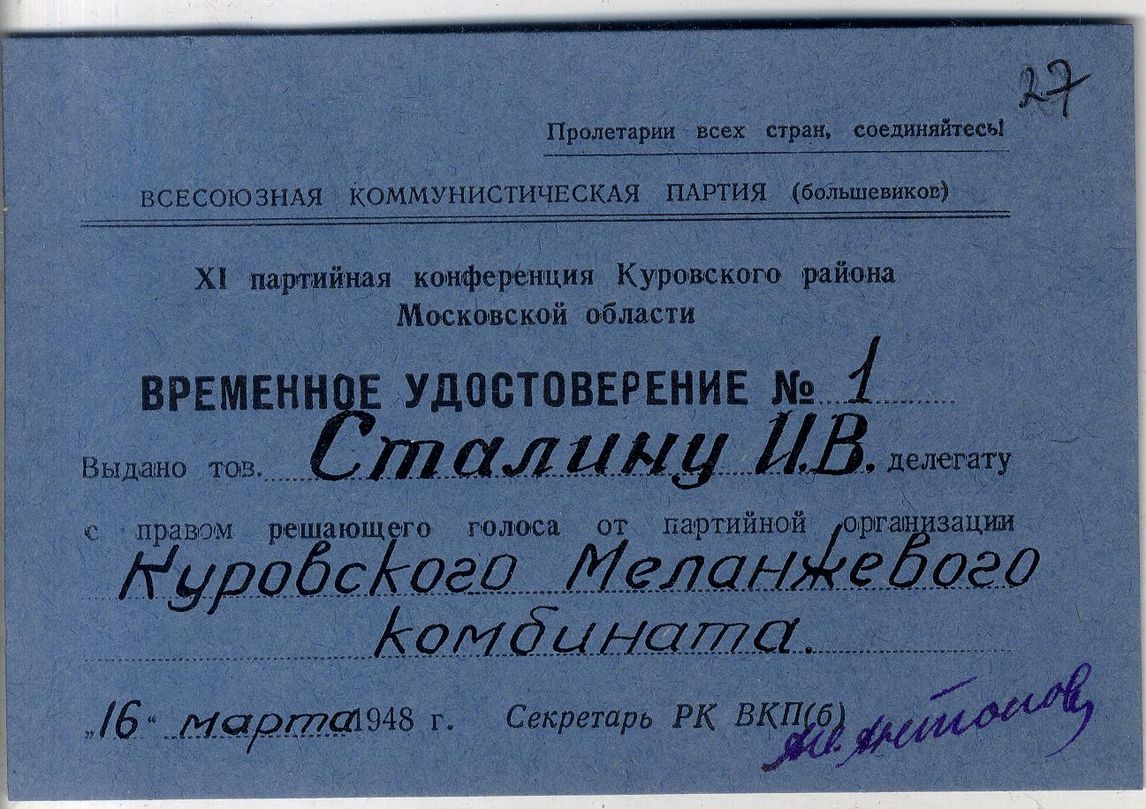 27
Пролетарии всех стран, соединяйтесь!
ВСЕСОЮЗНАЯ КОММУНИСТИЧЕСКАЯ ПАРТИЯ (большевиков)
XI партийная конференция Куровского района
Московской области
ВРЕМЕННОЕ УДОСТОВЕРЕНИЕ № 1
Выдано тов. Сталину И.В. делегату
с правом решающего голоса от партийной организации
Куровского Меланжевого
комбината.
„16“ марта 1948 г. Секретарь РК ВКП(б) Антонов